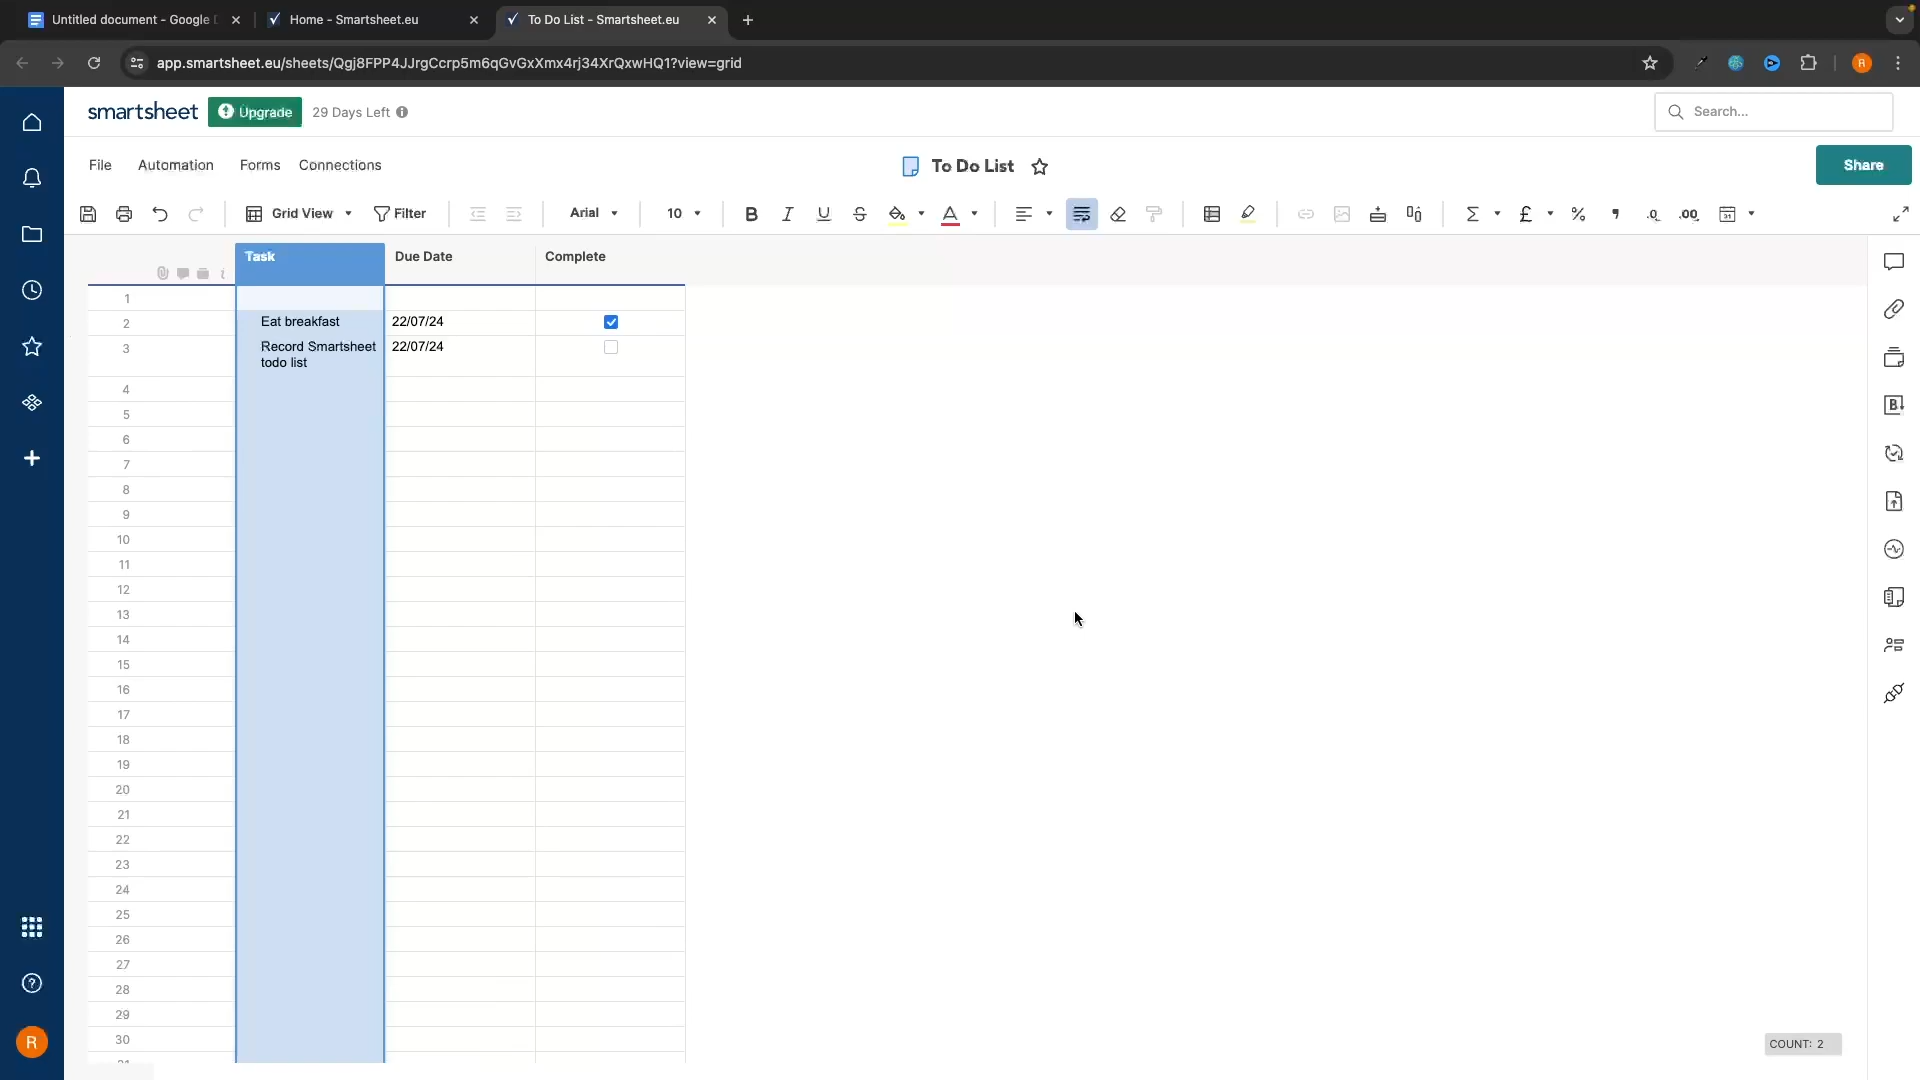 Untitled document - Google
Home - Smartsheet.eu
To Do List - Smartsheet.eu
app.smartsheet.eu/sheets/Qgj8FPP4JJrgCcrp5m6qGvGxXmx4rj34XrQxwHQ1?view=grid
R
smartsheet
Upgrade
29 Days Left
Search...
File
Automation
Forms
Connections
To Do List
Share
Grid View
Filter
Arial
10
B
I
U
S
A
Σ
£
%
.0
.00
Task
Due Date
Complete
1
2
Eat breakfast
22/07/24
3
Record Smartsheet
22/07/24
todo list
4
5
6
7
8
9
10
11
12
13
14
15
16
17
18
19
20
21
22
23
24
25
26
27
28
29
30
R
COUNT: 2